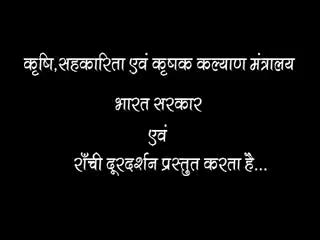 कृषि,सहकारिता एवं कृषक कल्याण मंत्रालय
भारत सरकार
एवं
राँची दूरदर्शन प्रस्तुत करता है...